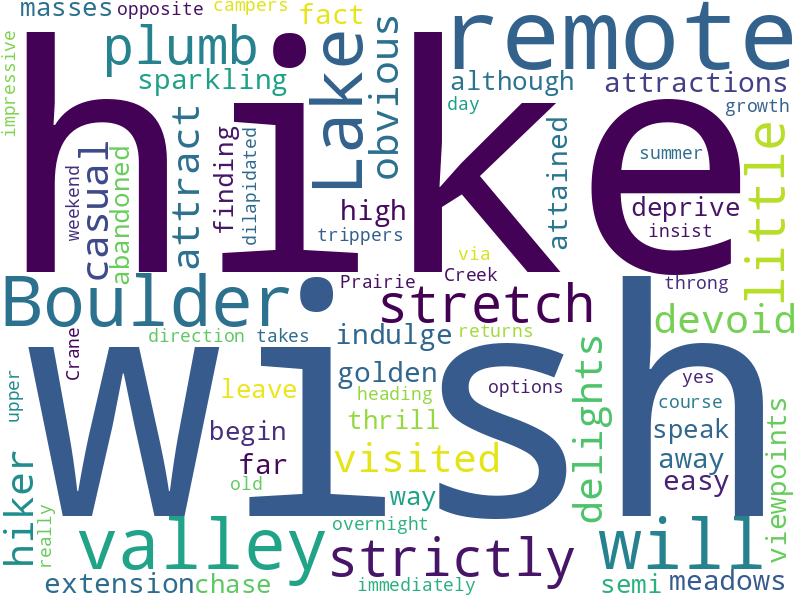 masses
opposite
campers
fact
impressive
plumb
sparkling
Lake
obvious
remote
although
attractions
day
growth
hike
weekend
casual
abandoned
attract
finding
dilapidated
high
trippers
attained
summer
deprive
insist
little
via
Prairie
Creek
throng
Boulder
stretch
devoid
direction
takes
indulge
returns
Crane
golden
heading
options
yes
course
upper
leave
thrill
delights
speak
wish
begin
far
visited
away
easy
viewpoints
old
way
hiker
really
overnight
valley
strictly
will
extension
chase
immediately
semi
meadows